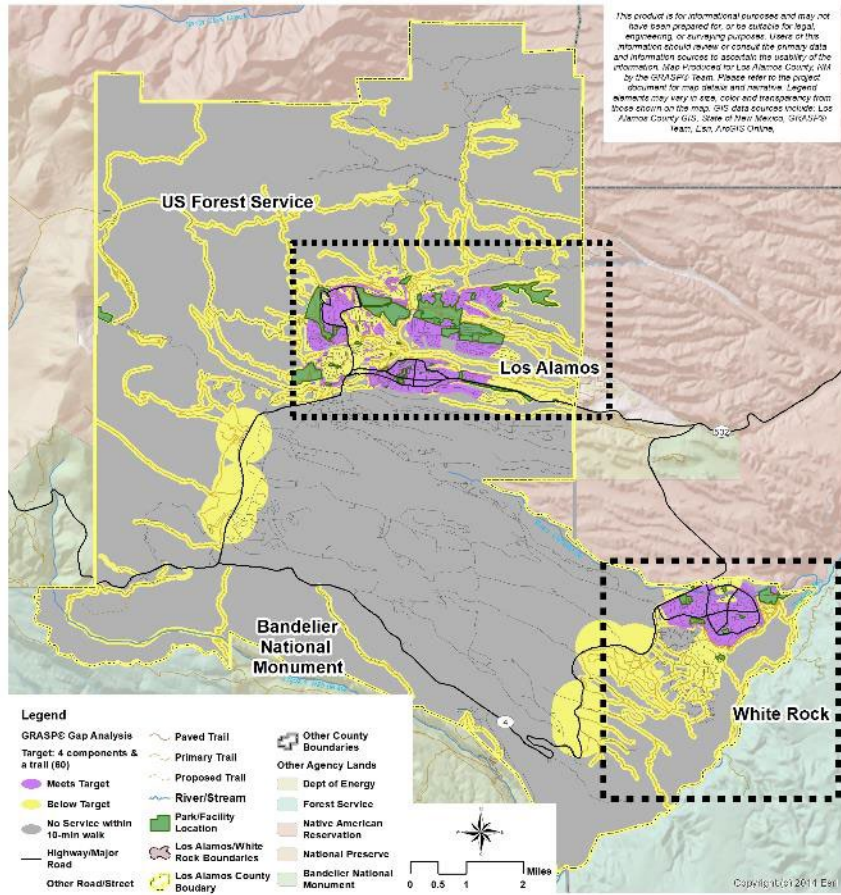 This product is for informational purposes and may not
have been prepared for, or be suitable for legal,
engineering, or surveying purposes. Users of this
information should review or consult the primary data
and information sources to ascertain the usability of the
information. Map Produced for Los Alamos County, NM
by the GRASP® Team. Please refer to the project
document for map details and narrative. Legend
elements may vary in size, color and transparency from
those shown on the map. GIS data sources include: Los
Alamos County GIS, State of New Mexico, GRASP®
Team, Esri, ArcGIS Online,
US Forest Service
Los Alamos
502
Bandelier
National
Monument
White Rock
4
Legend
GRASP® Gap Analysis
Target: 4 components &
a trail (60)
Meets Target
Below Target
No Service within
10-min walk
Highway/Major
Road
Other Road/Street
Paved Trail
Primary Trail
Proposed Trail
River/Stream
Park/Facility
Location
Los Alamos/White
Rock Boundaries
Los Alamos County
Boudary
Other County
Boundaries
Other Agency Lands
Dept of Energy
Forest Service
Native American
Reservation
National Preserve
Bandelier National
Monument
0 0.5 1 2
Miles
Copyright:(c) 2014 Esri